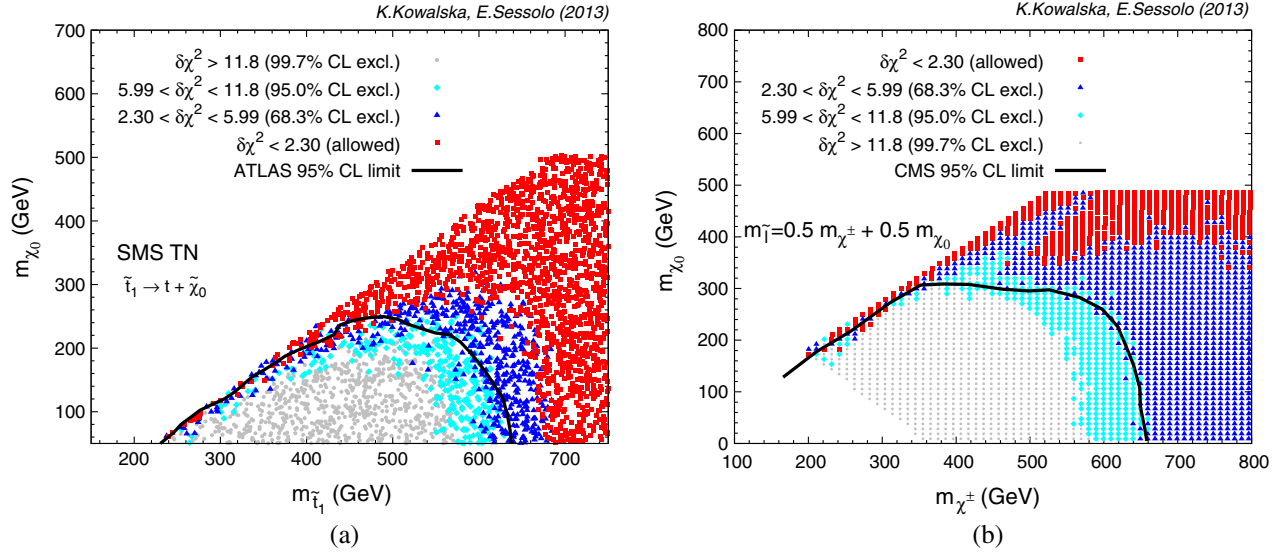 K.Kowalska, E.Sessolo (2013)
700
600
500
400
300
200
100
m_χ0 (GeV)
δχ² > 11.8 (99.7% CL excl.)
5.99 < δχ² < 11.8 (95.0% CL excl.)
2.30 < δχ² < 5.99 (68.3% CL excl.)
δχ² < 2.30 (allowed)
ATLAS 95% CL limit
SMS TN
t̃₁ → t + χ̃₀
200 300 400 500 600 700
m_t̃₁ (GeV)
(a)
K.Kowalska, E.Sessolo (2013)
800
700
600
500
400
300
200
100
0
m_χ0 (GeV)
δχ² < 2.30 (allowed)
2.30 < δχ² < 5.99 (68.3% CL excl.)
5.99 < δχ² < 11.8 (95.0% CL excl.)
δχ² > 11.8 (99.7% CL excl.)
CMS 95% CL limit
m_l̃=0.5 m_χ± + 0.5 m_χ0
100 200 300 400 500 600 700 800
m_χ± (GeV)
(b)